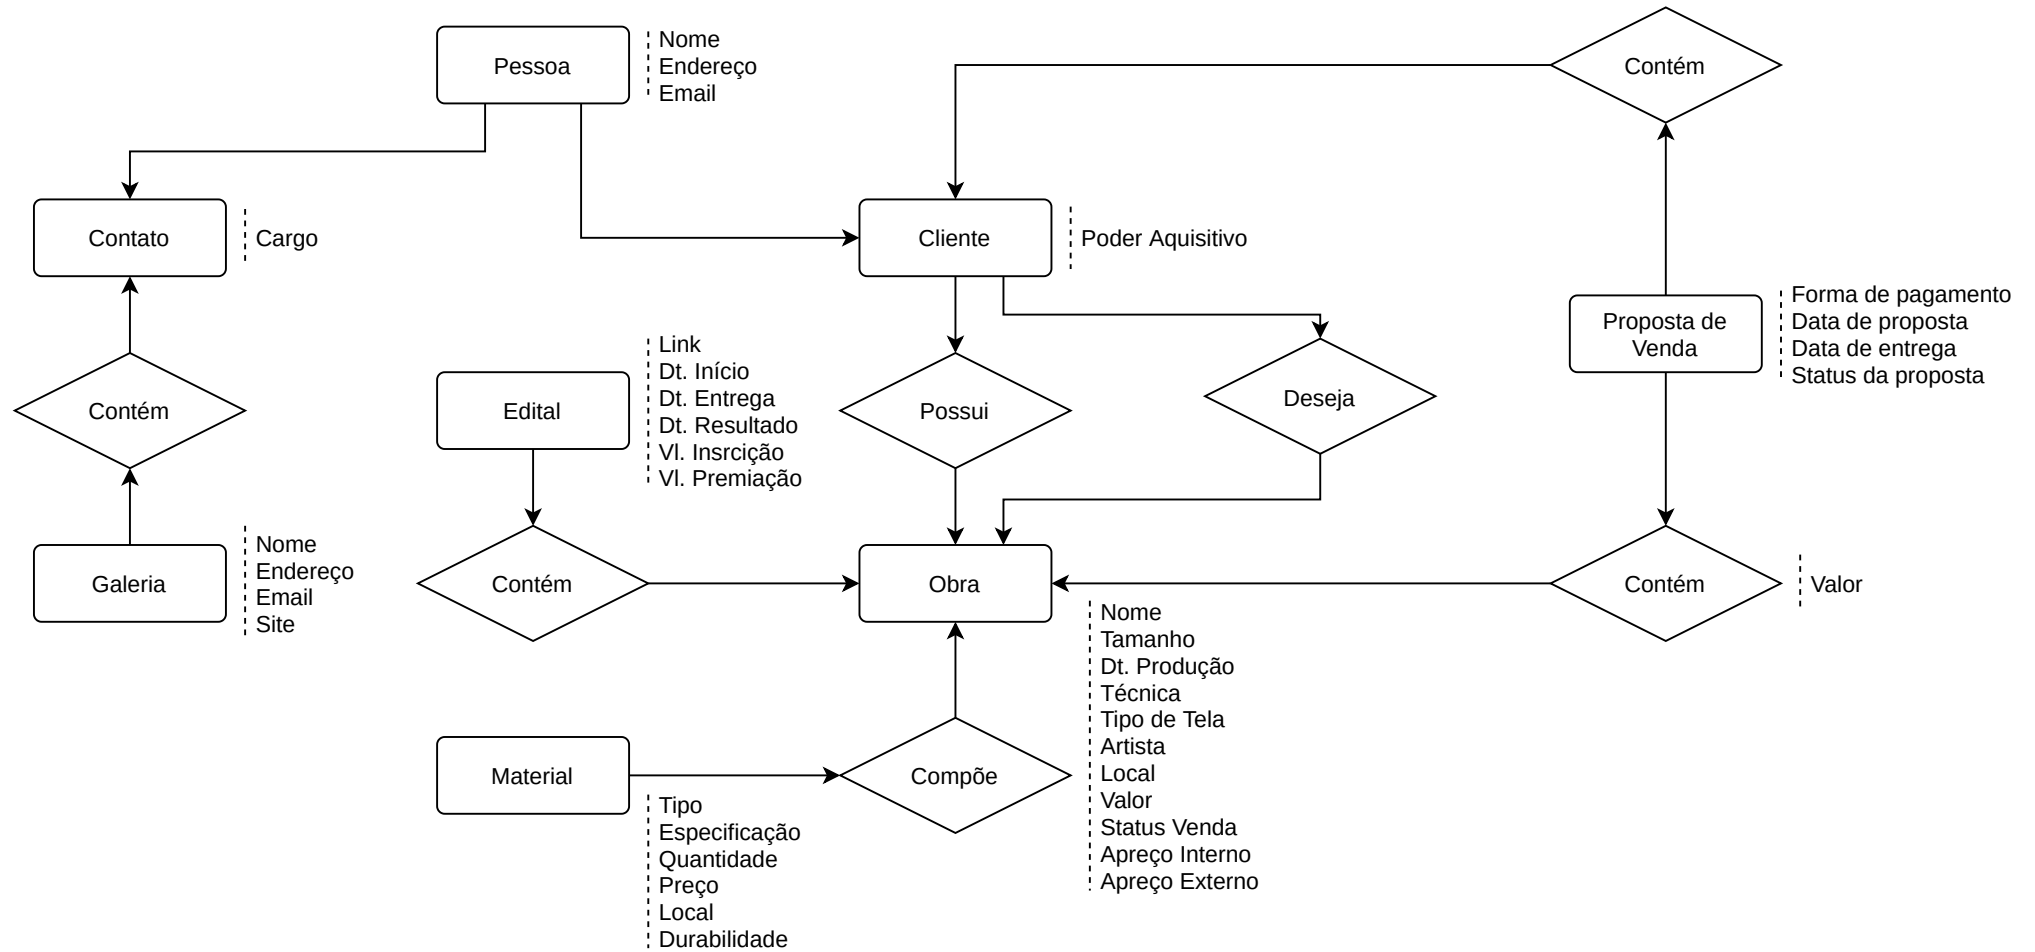 Pessoa
Nome
Endereço
Email
Contém
Contato
Cargo
Cliente
Poder Aquisitivo
Proposta de
Venda
Forma de pagamento
Data de proposta
Data de entrega
Status da proposta
Contém
Edital
Link
Dt. Início
Dt. Entrega
Dt. Resultado
Vl. Insrcição
Vl. Premiação
Possui
Deseja
Galeria
Nome
Endereço
Email
Site
Contém
Obra
Nome
Tamanho
Dt. Produção
Técnica
Tipo de Tela
Artista
Local
Valor
Status Venda
Apreço Interno
Apreço Externo
Contém
Valor
Material
Tipo
Especificação
Quantidade
Preço
Local
Durabilidade
Compõe